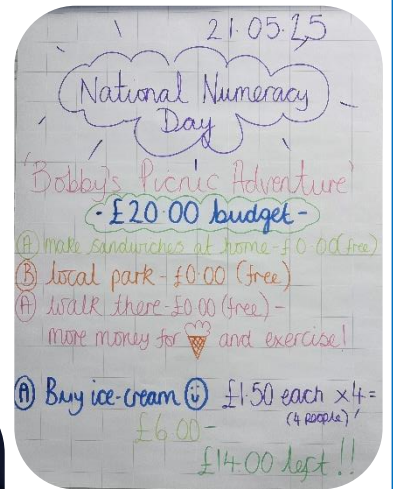 21.05.25
National Numeracy
Day
'Bobby's Picnic Adventure'
- £20.00 budget -
(A) make sandwiches at home - £0.00 (free)
(B) local park - £0.00 (free)
(A) walk there - £0.00 (free) -
more money for and exercise!
(A) Buy ice-cream £1.50 each x4 =
(4 people)
£6.00 -
£14.00 left!!